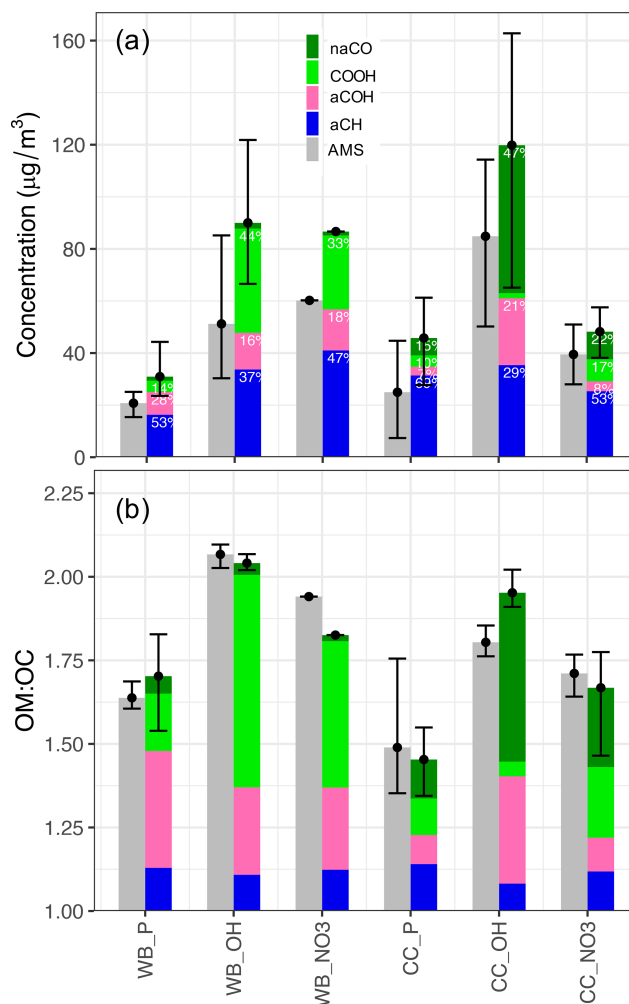 (a)
naCO
COOH
aCOH
aCH
AMS
Concentration (μg/m³)
160
120
80
40
0
14%
28%
53%
44%
16%
37%
33%
18%
47%
15%
10%
47%
21%
29%
22%
17%
8%
53%
(b)
OM:OC
2.25
2.00
1.75
1.50
1.25
1.00
WB_P
WB_OH
WB_NO3
CC_P
CC_OH
CC_NO3